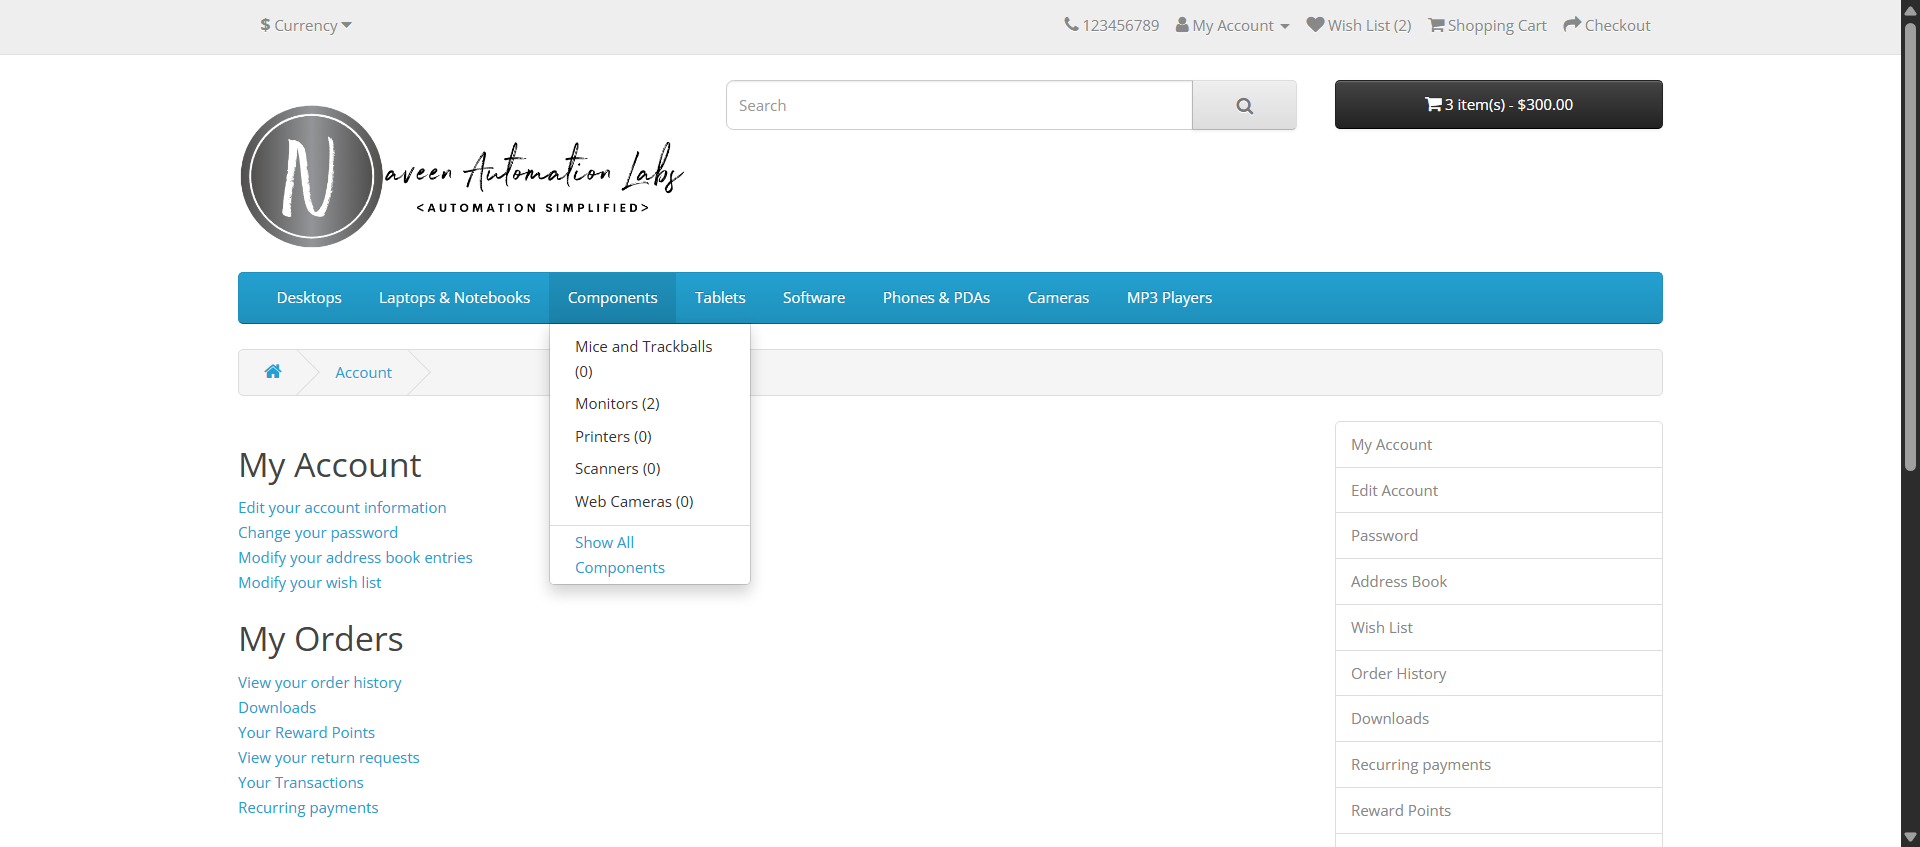 $ Currency
123456789 My Account Wish List (2) Shopping Cart Checkout
Search
3 item(s) - $300.00
Naveen Automation Labs
<AUTOMATION SIMPLIFIED>
Desktops Laptops & Notebooks Components Tablets Software Phones & PDAs Cameras MP3 Players
Mice and Trackballs
(0)
Monitors (2)
Printers (0)
Scanners (0)
Web Cameras (0)
Show All
Components
Account
My Account
Edit your account information
Change your password
Modify your address book entries
Modify your wish list
My Orders
View your order history
Downloads
Your Reward Points
View your return requests
Your Transactions
Recurring payments
My Account
Edit Account
Password
Address Book
Wish List
Order History
Downloads
Recurring payments
Reward Points